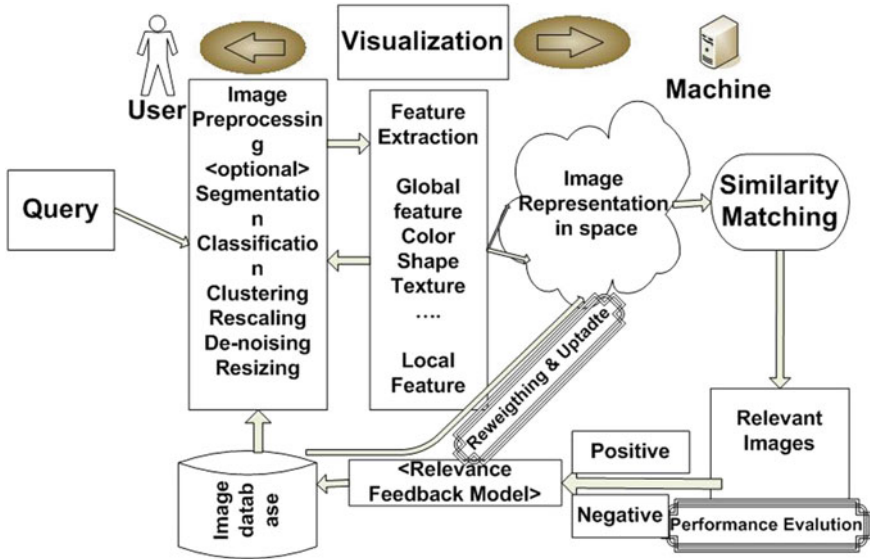 Visualization
User
Machine
Query
Image
Preprocessin
g
<optional>
Segmentatio
n
Classificatio
n
Clustering
Rescaling
De-noising
Resizing
Feature
Extraction
Global
feature
Color
Shape
Texture
....
Local
Feature
Image
Representation
in space
Similarity
Matching
Reweigthing & Uptadte
Relevant
Images
Performance Evalution
Positive
Negative
<Relevance
Feedback Model>
Image
datab
ase